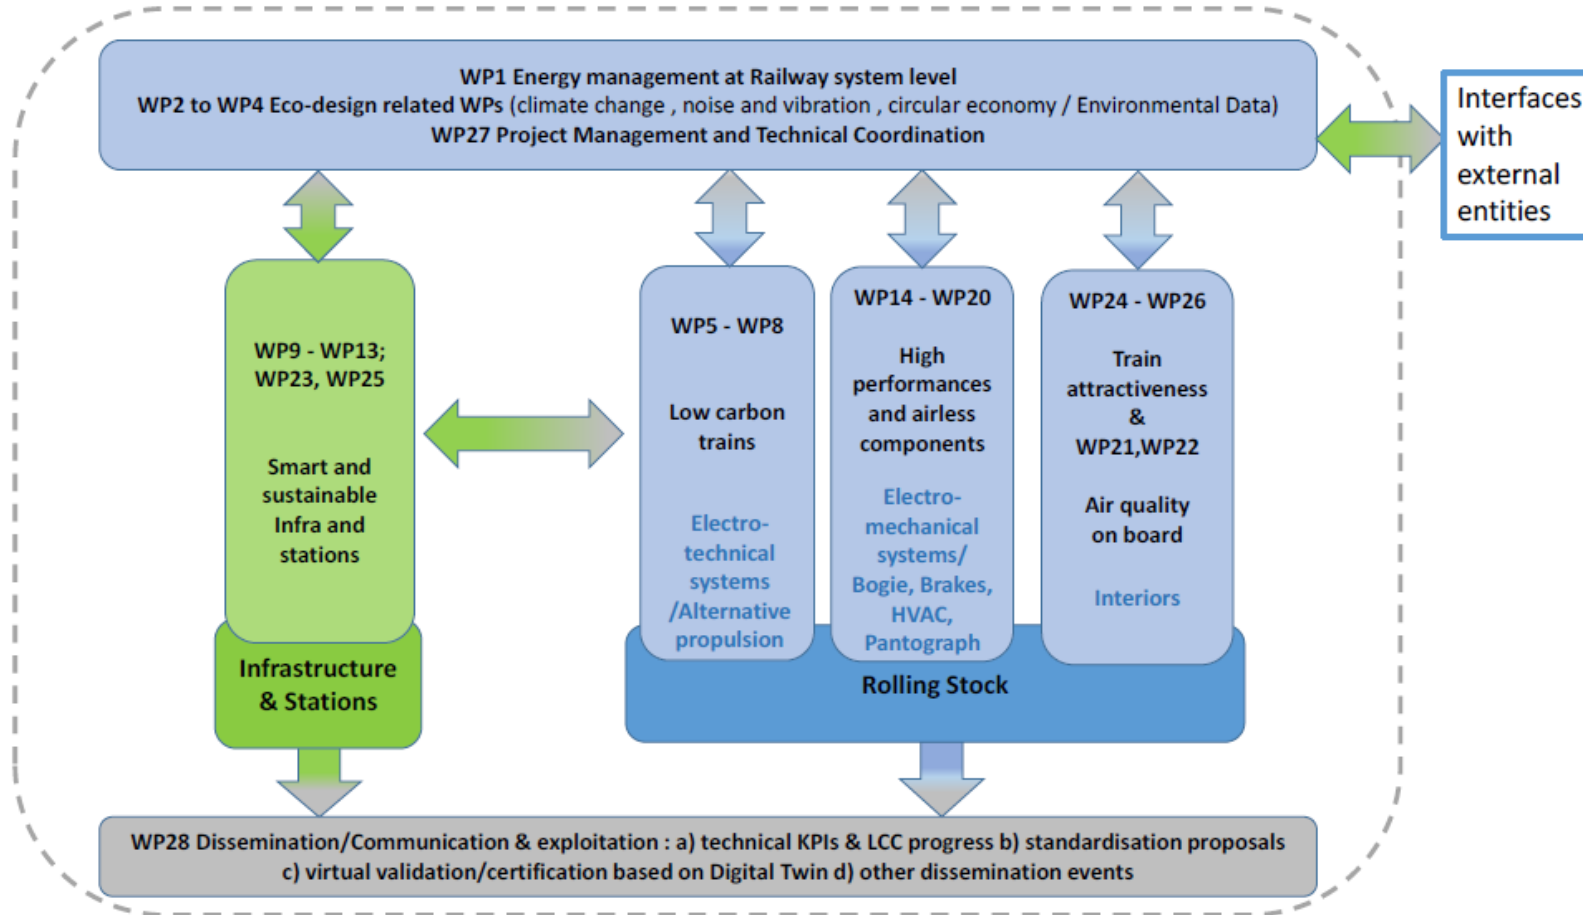 WP1 Energy management at Railway system level
WP2 to WP4 Eco-design related WPs (climate change , noise and vibration , circular economy / Environmental Data)
WP27 Project Management and Technical Coordination
Interfaces
with
external
entities
WP9 - WP13;
WP23, WP25
Smart and
sustainable
Infra and
stations
Infrastructure
& Stations
WP5 - WP8
Low carbon
trains
Electro-
technical
systems
/Alternative
propulsion
WP14 - WP20
High
performances
and airless
components
Electro-
mechanical
systems/
Bogie, Brakes,
HVAC,
Pantograph
WP24 - WP26
Train
attractiveness
&
WP21,WP22
Air quality
on board
Interiors
Rolling Stock
WP28 Dissemination/Communication & exploitation : a) technical KPIs & LCC progress b) standardisation proposals
c) virtual validation/certification based on Digital Twin d) other dissemination events